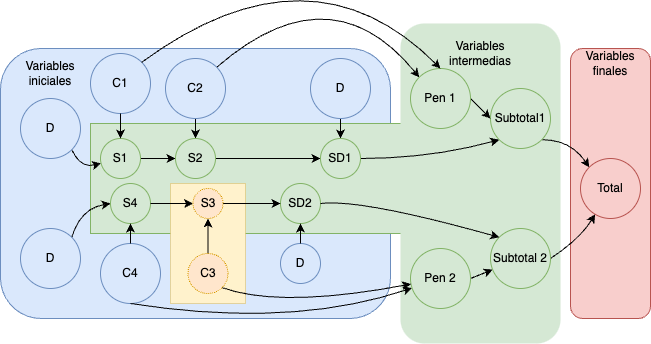 Variables
iniciales
Variables
intermedias
Variables
finales
C1
C2
D
Pen 1
Subtotal1
D
S1
S2
SD1
Total
S4
S3
SD2
D
C4
C3
D
Pen 2
Subtotal 2